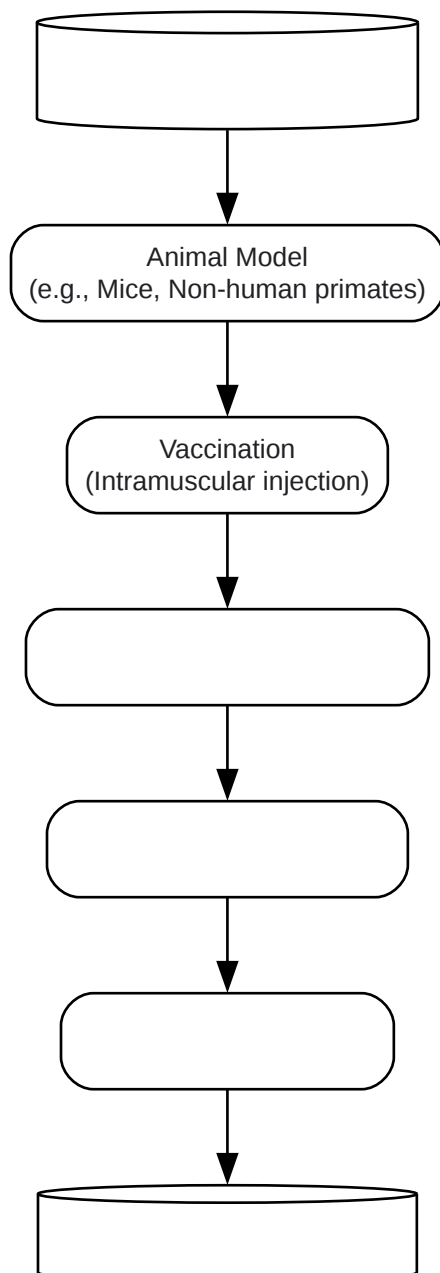 Animal Model
(e.g., Mice, Non-human primates)
Vaccination
(Intramuscular injection)